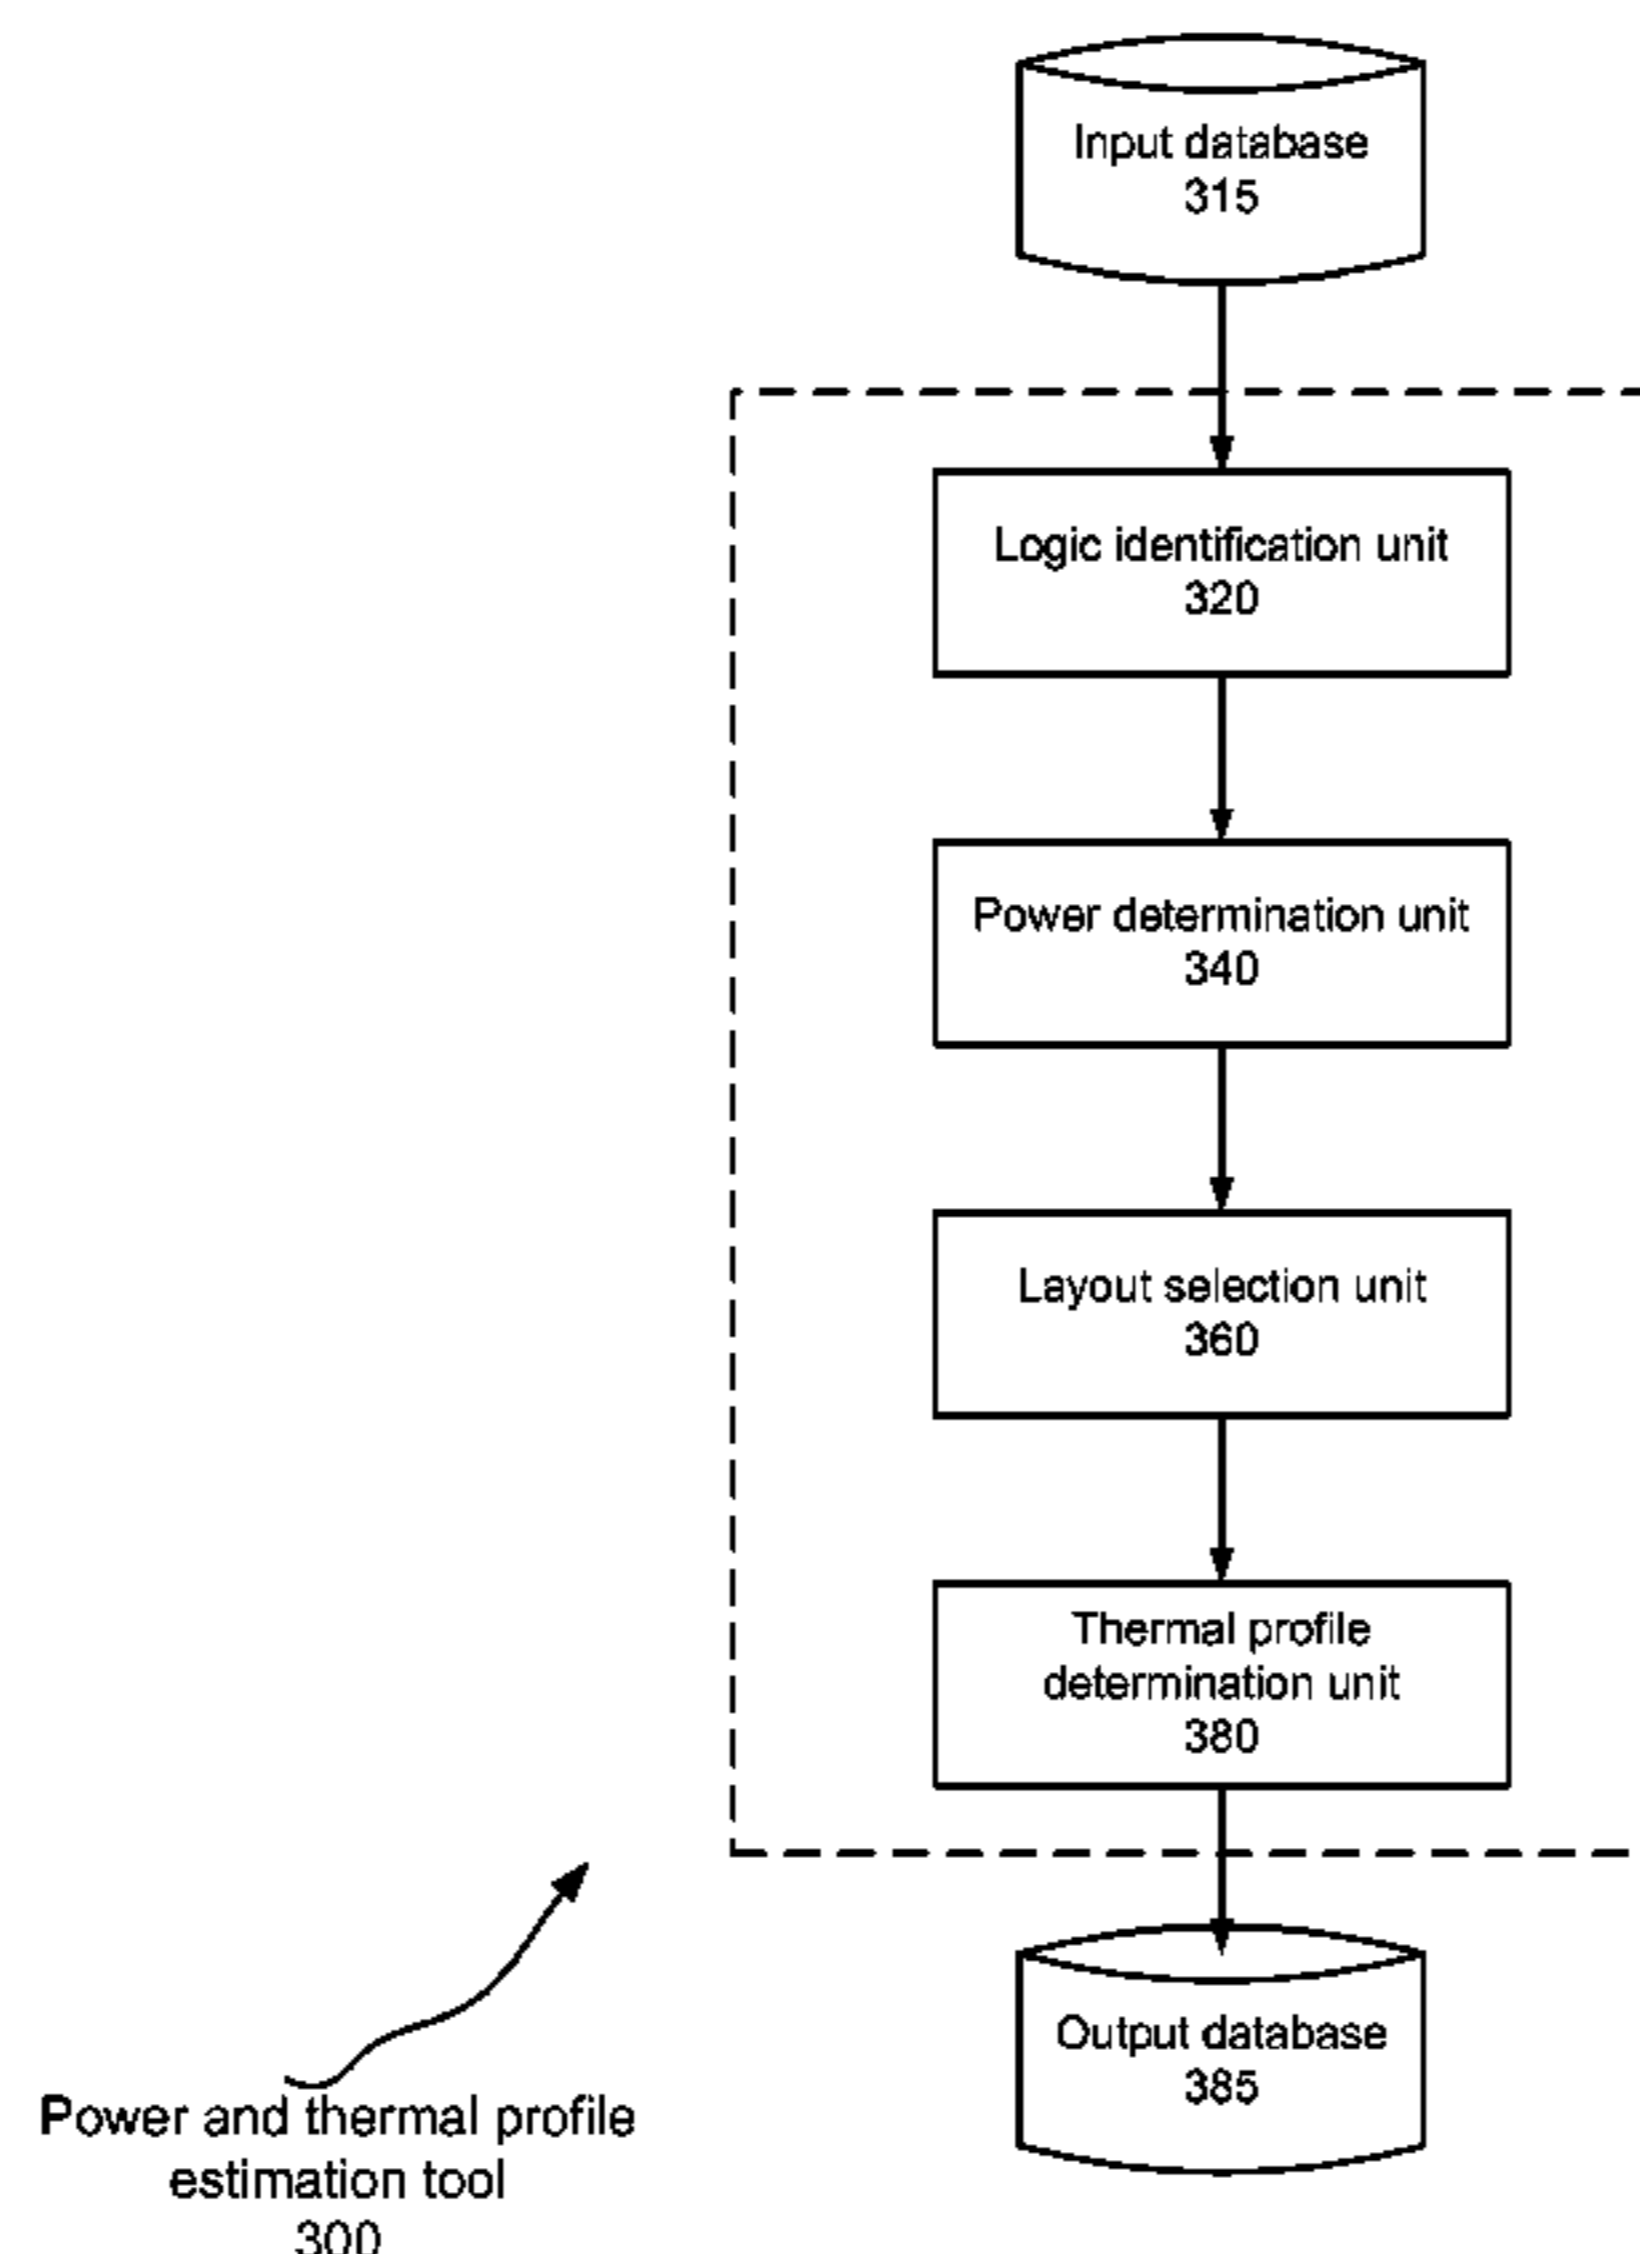 Input database
315
Logic identification unit
320
Power determination unit
340
Layout selection unit
360
Thermal profile
determination unit
380
Output database
385
Power and thermal profile
estimation tool
300